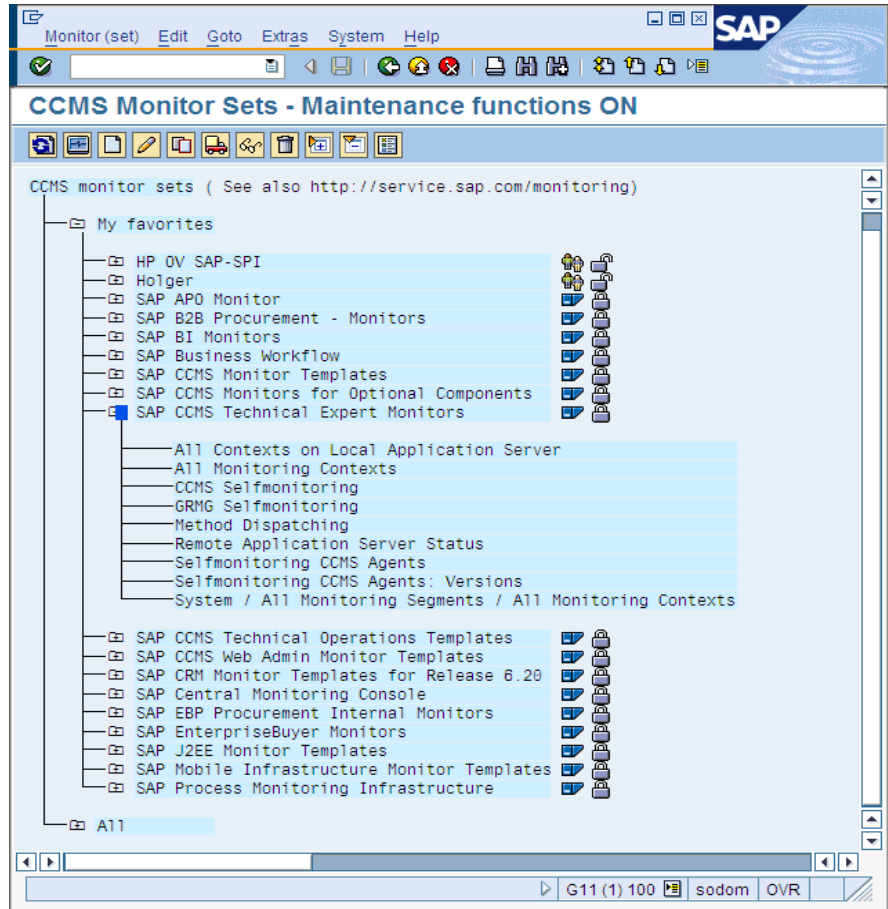 Monitor (set) Edit Goto Extras System Help
SAP
CCMS Monitor Sets - Maintenance functions ON
CCMS monitor sets ( See also http://service.sap.com/monitoring)
My favorites
HP OV SAP-SPI
Holger
SAP APO Monitor
SAP B2B Procurement - Monitors
SAP BI Monitors
SAP Business Workflow
SAP CCMS Monitor Templates
SAP CCMS Monitors for Optional Components
SAP CCMS Technical Expert Monitors
All Contexts on Local Application Server
All Monitoring Contexts
CCMS Selfmonitoring
GRMG Selfmonitoring
Method Dispatching
Remote Application Server Status
Selfmonitoring CCMS Agents
Selfmonitoring CCMS Agents: Versions
System / All Monitoring Segments / All Monitoring Contexts
SAP CCMS Technical Operations Templates
SAP CCMS Web Admin Monitor Templates
SAP CRM Monitor Templates for Release 6.20
SAP Central Monitoring Console
SAP EBP Procurement Internal Monitors
SAP EnterpriseBuyer Monitors
SAP J2EE Monitor Templates
SAP Mobile Infrastructure Monitor Templates
SAP Process Monitoring Infrastructure
All
G11 (1) 100 sodom OVR